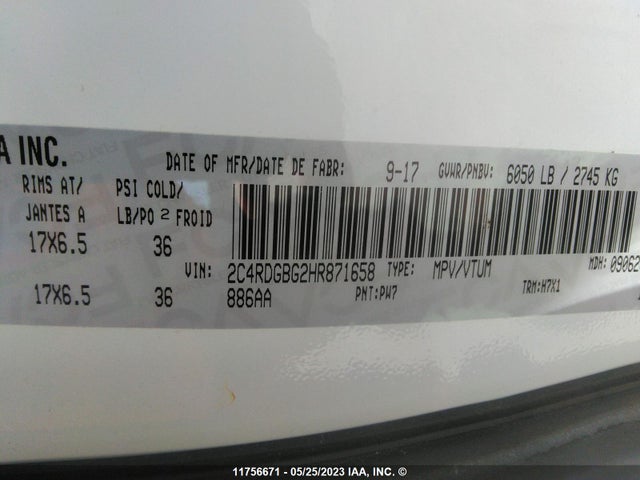 A INC.
DATE OF MFR/DATE DE FABR: 9-17 GVWR/PNBV: 6050 LB / 2745 KG
RIMS AT/ PSI COLD/
JANTES A LB/PO 2 FROID
17X6.5 36
VIN: 2C4RDGBG2HR871658 TYPE: MPV/VTUM MDH: 09062
17X6.5 36 886AA PNT:PW7 TRM:H7X1
11756671 - 05/25/2023 IAA, INC. ©